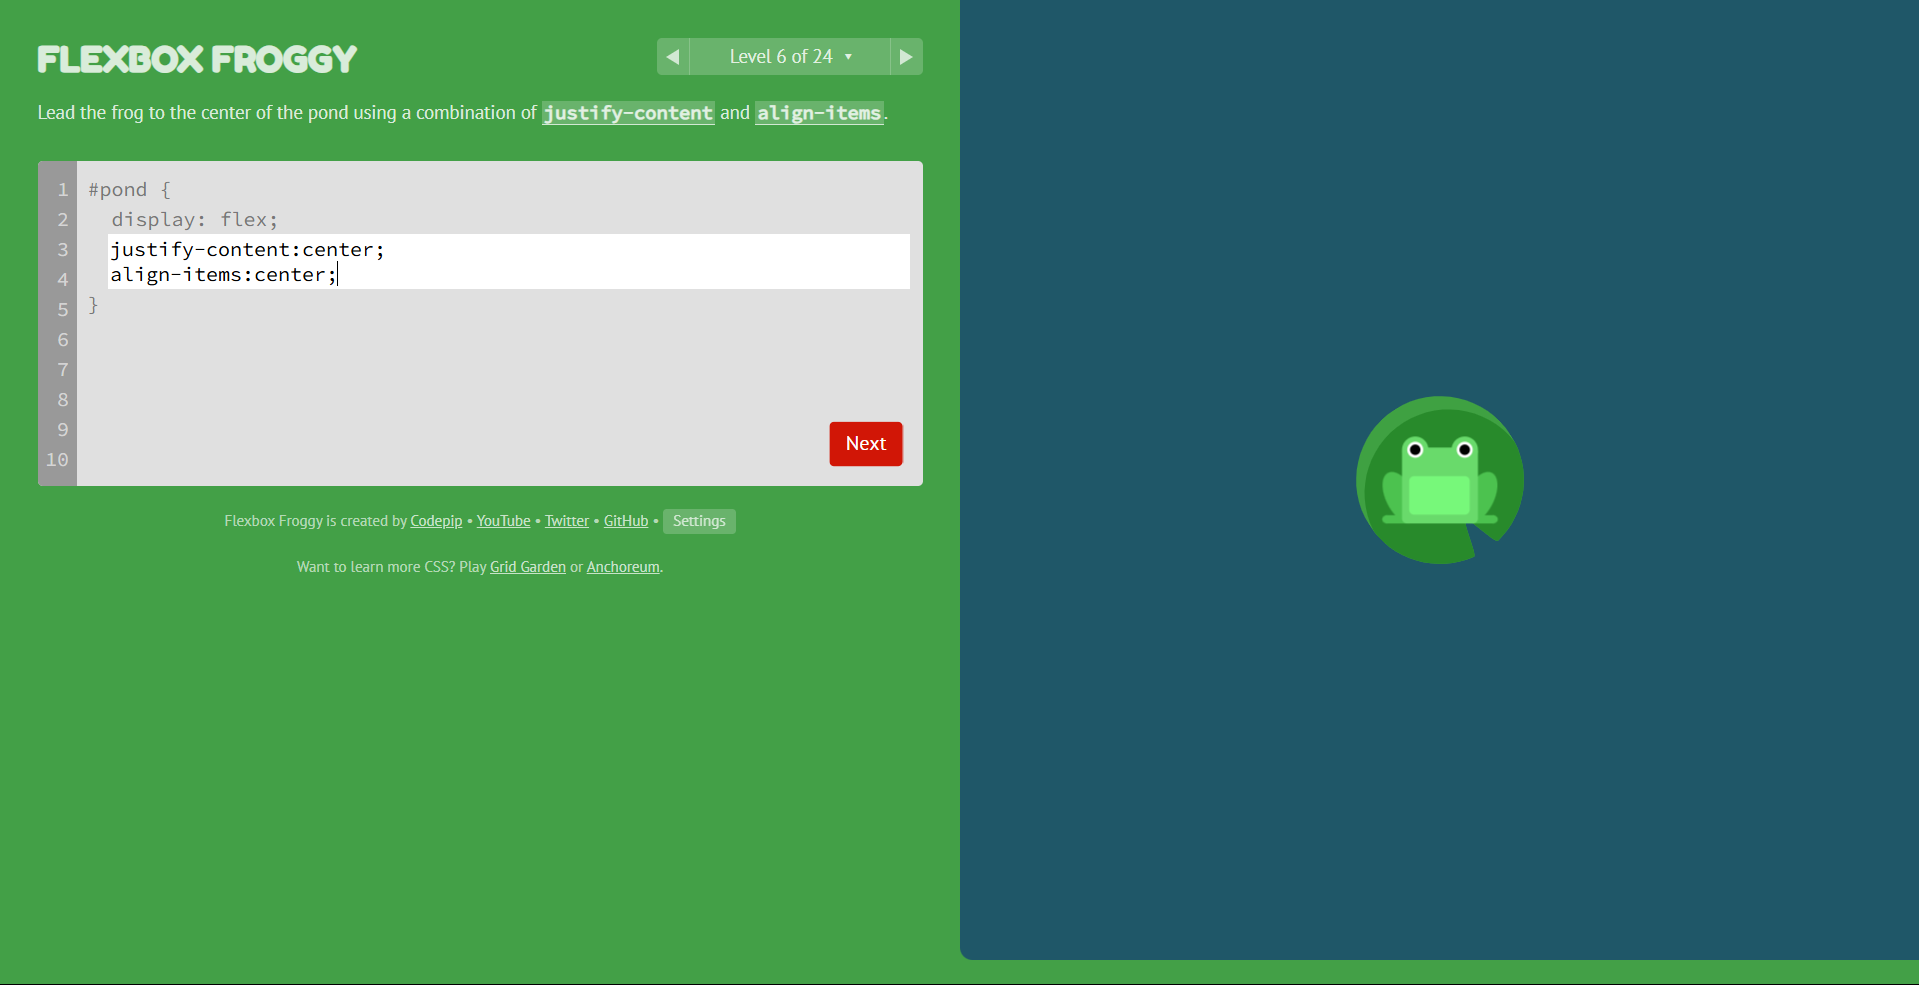 FLEXBOX FROGGY
◀ Level 6 of 24 ▾ ▶
Lead the frog to the center of the pond using a combination of justify-content and align-items.
1 #pond {
2 display: flex;
3 justify-content:center;
4 align-items:center;
5 }
6
7
8
9
10
Next
Flexbox Froggy is created by Codepip • YouTube • Twitter • GitHub • Settings
Want to learn more CSS? Play Grid Garden or Anchoreum.